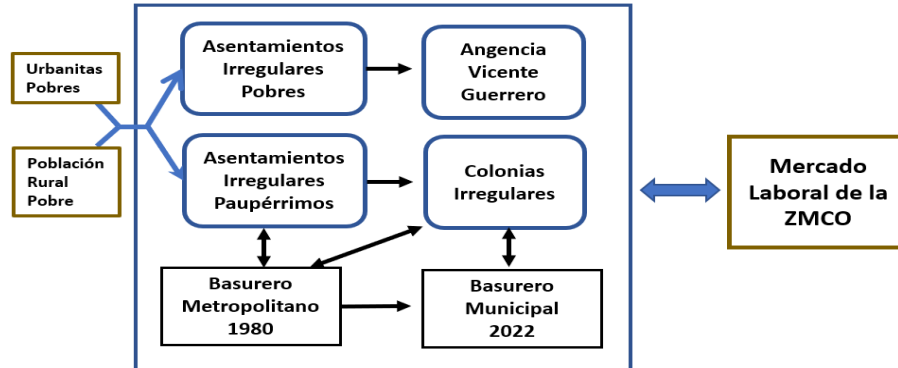 Urbanitas
Pobres
Población
Rural
Pobre
Asentamientos
Irregulares
Pobres
Angencia
Vicente
Guerrero
Asentamientos
Irregulares
Paupérrimos
Colonias
Irregulares
Basurero
Metropolitano
1980
Basurero
Municipal
2022
Mercado
Laboral de la
ZMCO